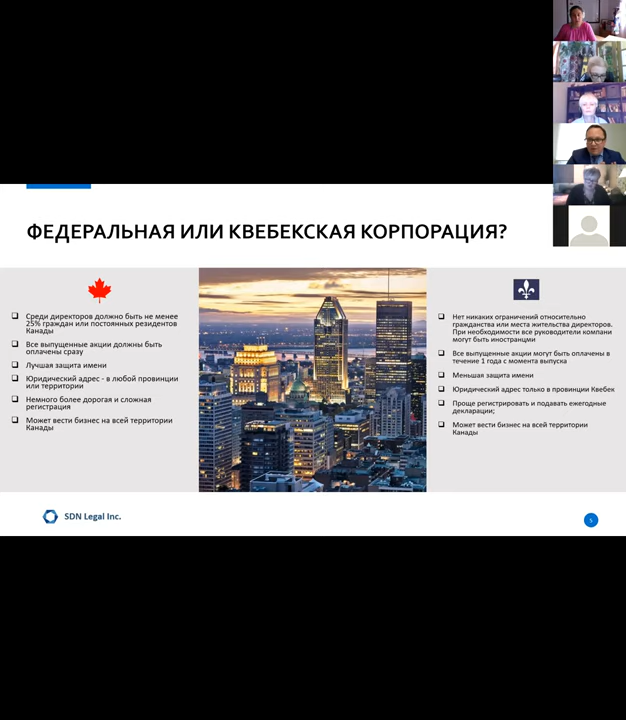 ФЕДЕРАЛЬНАЯ ИЛИ КВЕБЕКСКАЯ КОРПОРАЦИЯ?
Среди директоров должно быть не менее
25% граждан или постоянных резидентов
Канады
Все выпущенные акции должны быть
оплачены сразу
Лучшая защита имени
Юридический адрес - в любой провинции
или территории
Немного более дорогая и сложная
регистрация
Может вести бизнес на всей территории
Канады
Нет никаких ограничений относительно
гражданства или места жительства директоров.
При необходимости все руководители компани
могут быть иностранцми
Все выпущенные акции могут быть оплачены в
течение 1 года с момента выпуска
Меньшая защита имени
Юридический адрес только в провинции Квебек
Проще регистрировать и подавать ежегодные
декларации;
Может вести бизнес на всей территории
Канады
SDN Legal Inc.
5